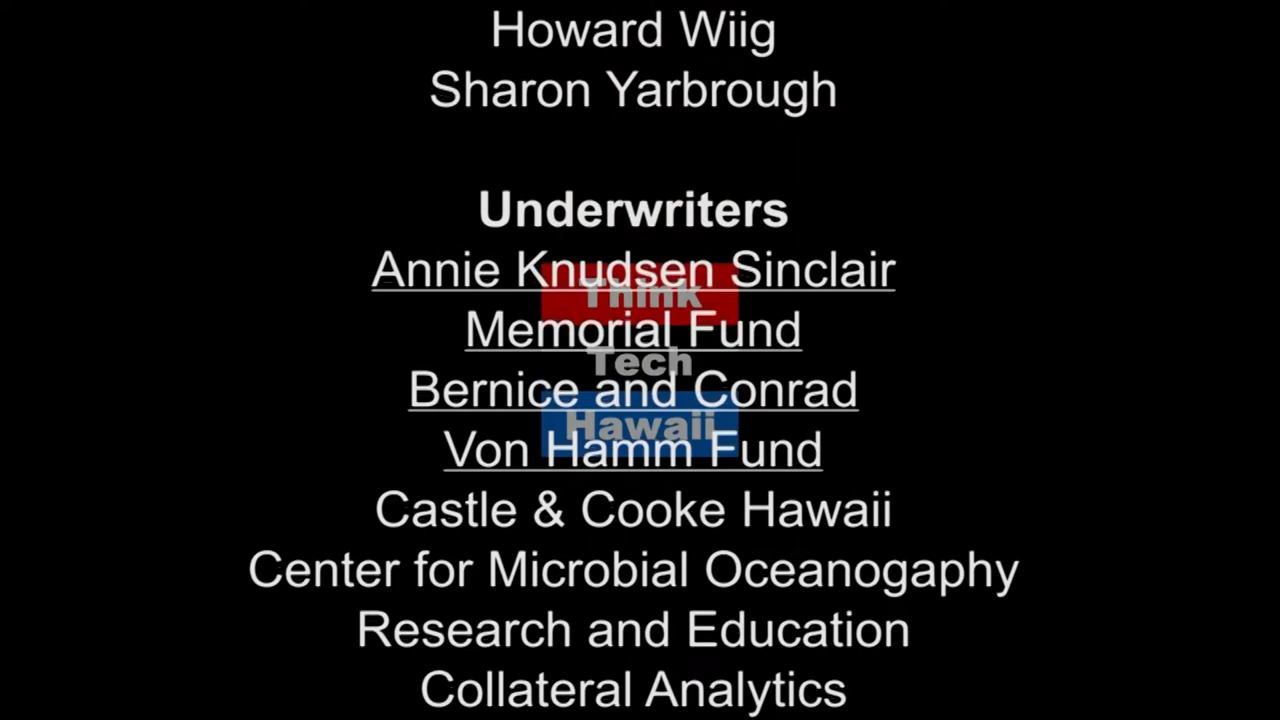 Howard Wiig
Sharon Yarbrough
Underwriters
Annie Knudsen Sinclair
Memorial Fund
Bernice and Conrad
Von Hamm Fund
Castle & Cooke Hawaii
Center for Microbial Oceanogaphy
Research and Education
Collateral Analytics
Think
Tech
Hawaii